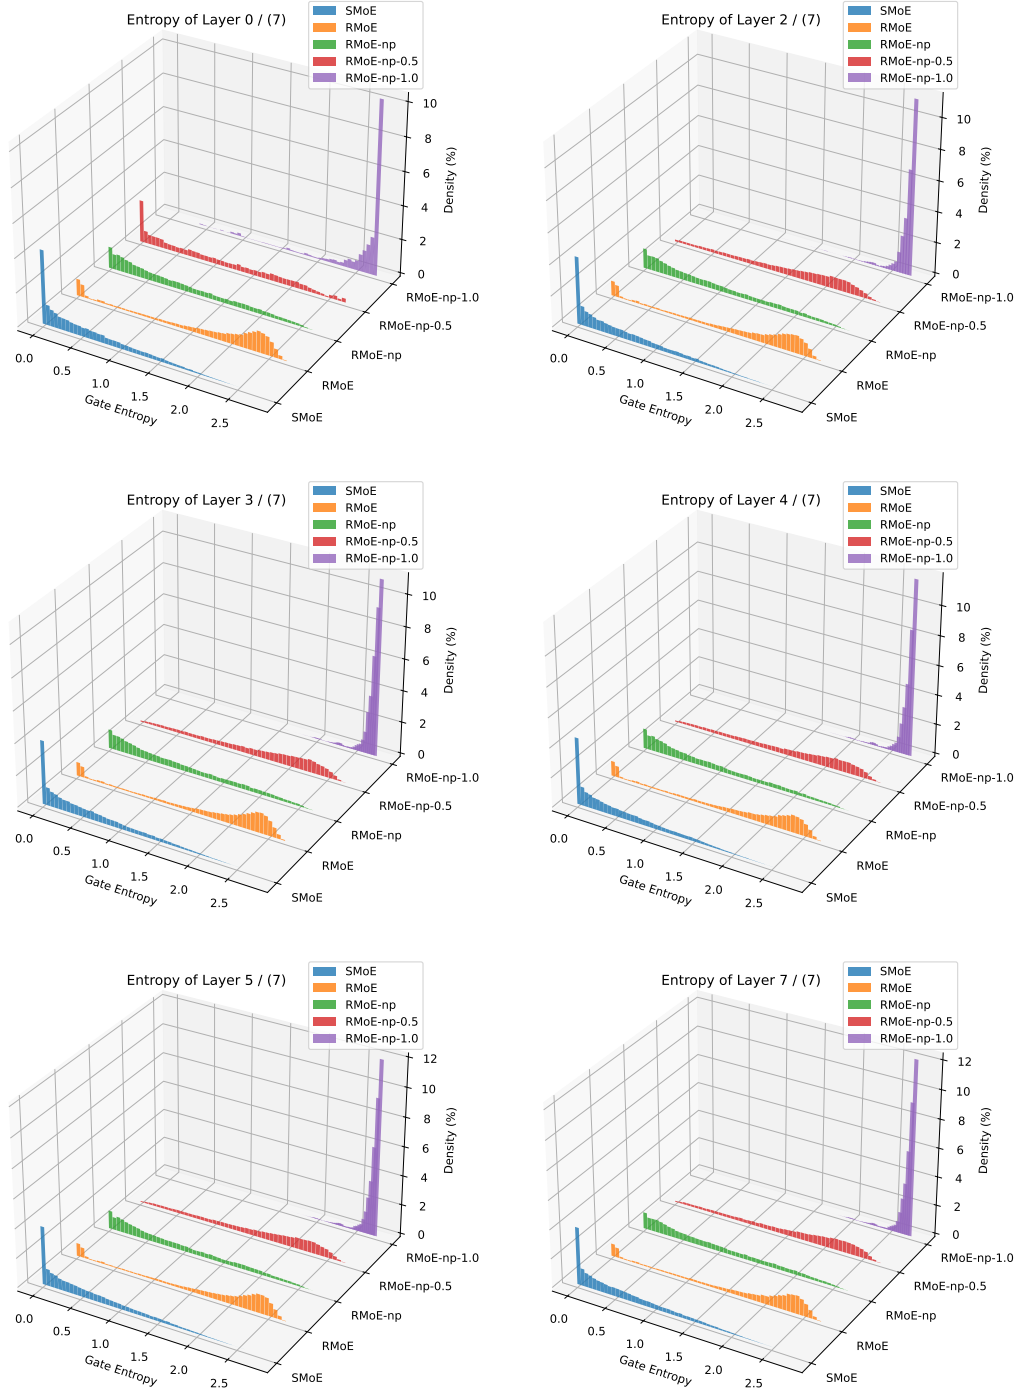 Entropy of Layer 0 / (7)
SMoE
RMoE
RMoE-np
RMoE-np-0.5
RMoE-np-1.0
10
8
6
4
2
0
Density (%)
RMoE-np-1.0
RMoE-np-0.5
RMoE-np
RMoE
SMoE
0.0
0.5
1.0
1.5
2.0
2.5
Gate Entropy
Entropy of Layer 2 / (7)
SMoE
RMoE
RMoE-np
RMoE-np-0.5
RMoE-np-1.0
10
8
6
4
2
0
Density (%)
RMoE-np-1.0
RMoE-np-0.5
RMoE-np
RMoE
SMoE
0.0
0.5
1.0
1.5
2.0
2.5
Gate Entropy
Entropy of Layer 3 / (7)
SMoE
RMoE
RMoE-np
RMoE-np-0.5
RMoE-np-1.0
10
8
6
4
2
0
Density (%)
RMoE-np-1.0
RMoE-np-0.5
RMoE-np
RMoE
SMoE
0.0
0.5
1.0
1.5
2.0
2.5
Gate Entropy
Entropy of Layer 4 / (7)
SMoE
RMoE
RMoE-np
RMoE-np-0.5
RMoE-np-1.0
10
8
6
4
2
0
Density (%)
RMoE-np-1.0
RMoE-np-0.5
RMoE-np
RMoE
SMoE
0.0
0.5
1.0
1.5
2.0
2.5
Gate Entropy
Entropy of Layer 5 / (7)
SMoE
RMoE
RMoE-np
RMoE-np-0.5
RMoE-np-1.0
12
10
8
6
4
2
0
Density (%)
RMoE-np-1.0
RMoE-np-0.5
RMoE-np
RMoE
SMoE
0.0
0.5
1.0
1.5
2.0
2.5
Gate Entropy
Entropy of Layer 7 / (7)
SMoE
RMoE
RMoE-np
RMoE-np-0.5
RMoE-np-1.0
12
10
8
6
4
2
0
Density (%)
RMoE-np-1.0
RMoE-np-0.5
RMoE-np
RMoE
SMoE
0.0
0.5
1.0
1.5
2.0
2.5
Gate Entropy